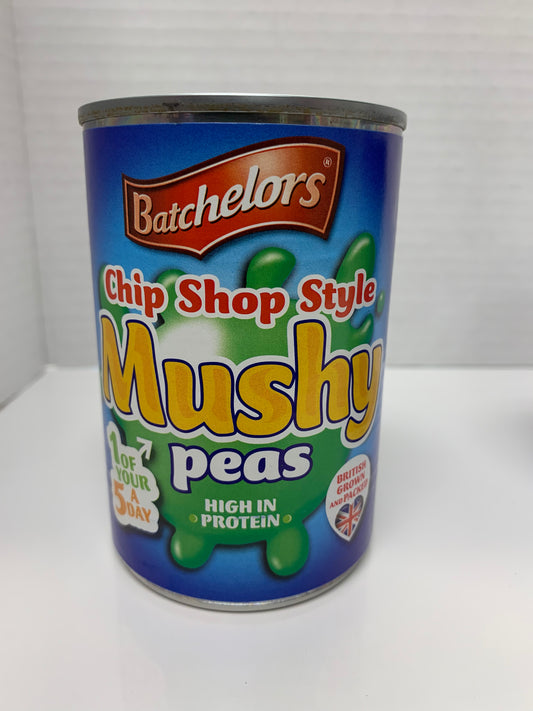 Batchelors®
Chip Shop Style
Mushy
peas
1 OF
YOUR
5 A
DAY
HIGH IN
PROTEIN
BRITISH
GROWN
AND PACKED